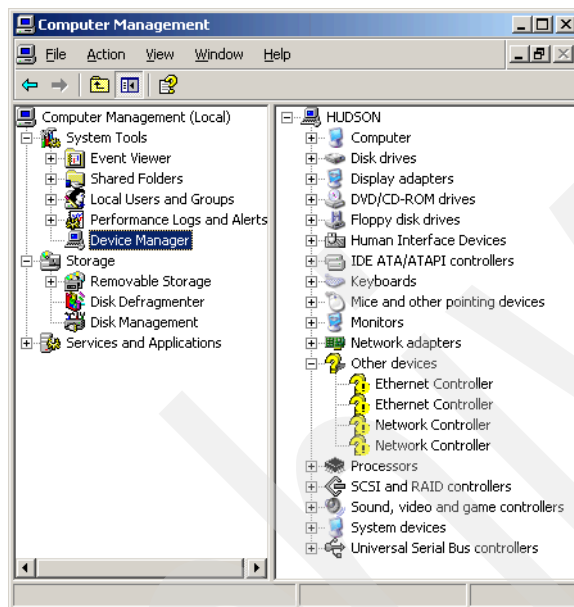 Computer Management
File Action View Window Help
Computer Management (Local)
System Tools
Event Viewer
Shared Folders
Local Users and Groups
Performance Logs and Alerts
Device Manager
Storage
Removable Storage
Disk Defragmenter
Disk Management
Services and Applications
HUDSON
Computer
Disk drives
Display adapters
DVD/CD-ROM drives
Floppy disk drives
Human Interface Devices
IDE ATA/ATAPI controllers
Keyboards
Mice and other pointing devices
Monitors
Network adapters
Other devices
Ethernet Controller
Ethernet Controller
Network Controller
Network Controller
Processors
SCSI and RAID controllers
Sound, video and game controllers
System devices
Universal Serial Bus controllers